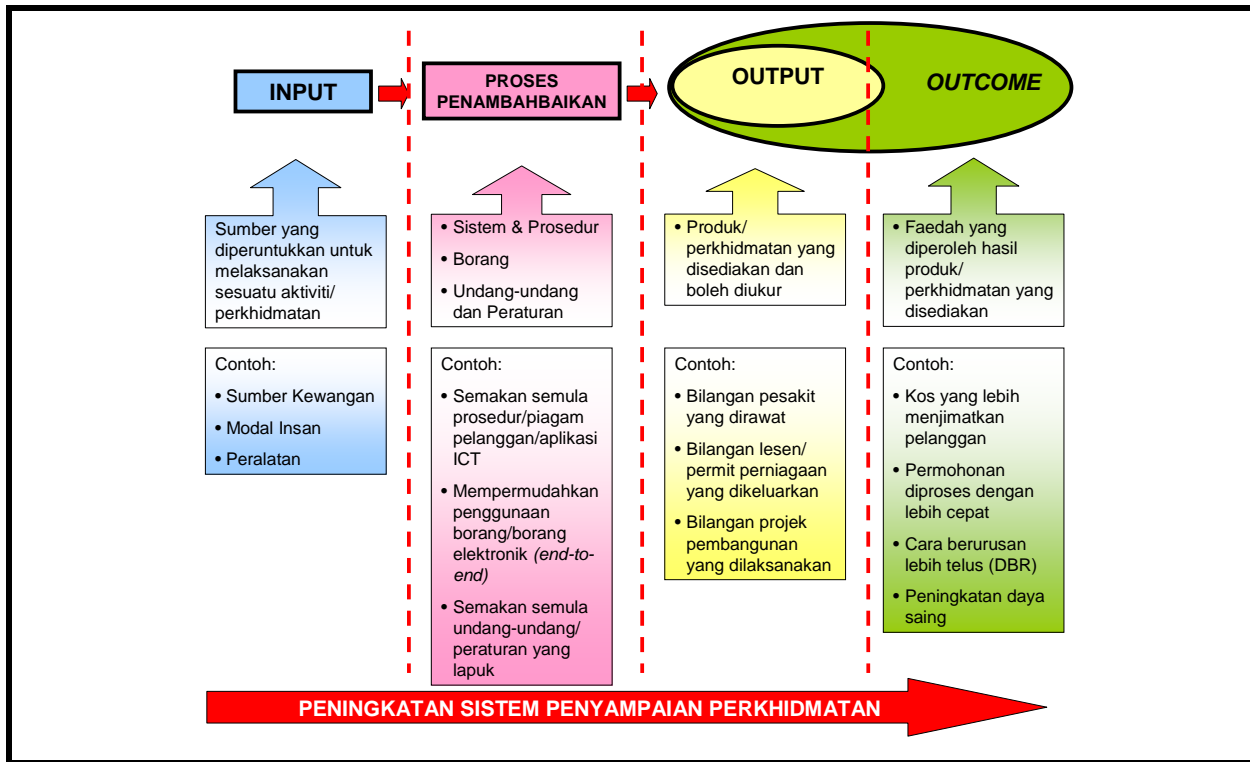 INPUT
PROSES
PENAMBAHBAIKAN
OUTPUT
OUTCOME
Sumber yang
diperuntukkan untuk
melaksanakan
sesuatu aktiviti/
perkhidmatan
• Sistem & Prosedur
• Borang
• Undang-undang
dan Peraturan
• Produk/
perkhidmatan yang
disediakan dan
boleh diukur
• Faedah yang
diperoleh hasil
produk/
perkhidmatan yang
disediakan
Contoh:
• Sumber Kewangan
• Modal Insan
• Peralatan
Contoh:
• Semakan semula
prosedur/piagam
pelanggan/aplikasi
ICT
• Mempermudahkan
penggunaan
borang/borang
elektronik (end-to-
end)
• Semakan semula
undang-undang/
peraturan yang
lapuk
Contoh:
• Bilangan pesakit
yang dirawat
• Bilangan lesen/
permit perniagaan
yang dikeluarkan
• Bilangan projek
pembangunan
yang dilaksanakan
Contoh:
• Kos yang lebih
menjimatkan
pelanggan
• Permohonan
diproses dengan
lebih cepat
• Cara berurusan
lebih telus (DBR)
• Peningkatan daya
saing
PENINGKATAN SISTEM PENYAMPAIAN PERKHIDMATAN